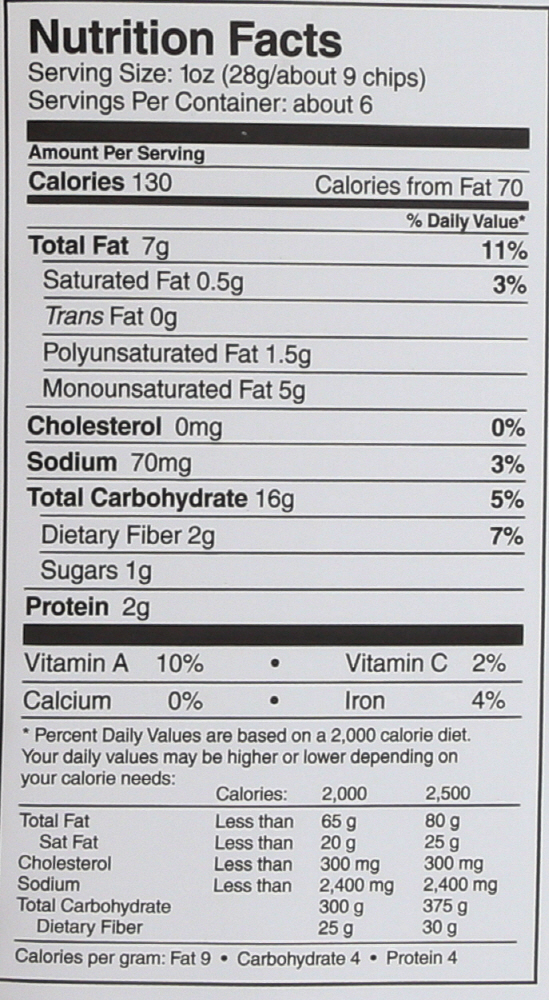 Nutrition Facts
Serving Size: 1oz (28g/about 9 chips)
Servings Per Container: about 6
Amount Per Serving
Calories 130 Calories from Fat 70
% Daily Value*
Total Fat 7g 11%
Saturated Fat 0.5g 3%
Trans Fat 0g
Polyunsaturated Fat 1.5g
Monounsaturated Fat 5g
Cholesterol 0mg 0%
Sodium 70mg 3%
Total Carbohydrate 16g 5%
Dietary Fiber 2g 7%
Sugars 1g
Protein 2g
Vitamin A 10% • Vitamin C 2%
Calcium 0% • Iron 4%
* Percent Daily Values are based on a 2,000 calorie diet.
Your daily values may be higher or lower depending on
your calorie needs:
Calories: 2,000 2,500
Total Fat Less than 65 g 80 g
Sat Fat Less than 20 g 25 g
Cholesterol Less than 300 mg 300 mg
Sodium Less than 2,400 mg 2,400 mg
Total Carbohydrate 300 g 375 g
Dietary Fiber 25 g 30 g
Calories per gram: Fat 9 • Carbohydrate 4 • Protein 4